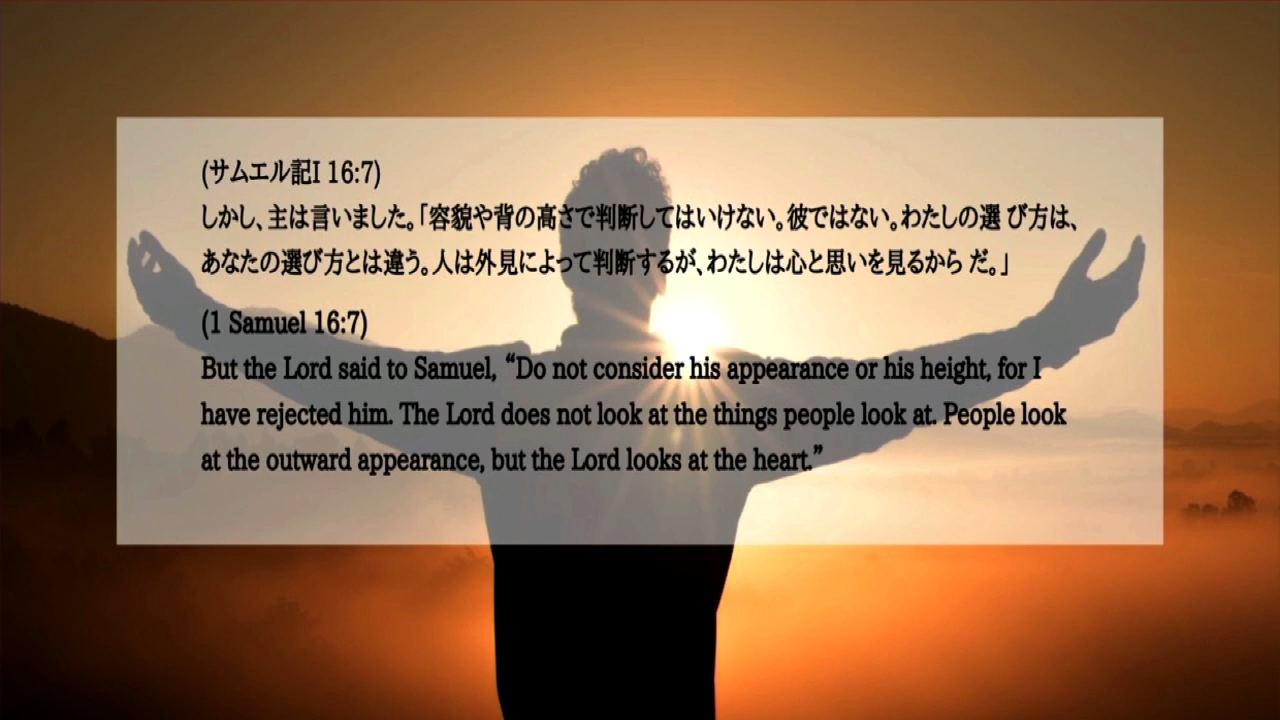 (サムエル記I 16:7)
しかし、主は言いました。「容貌や背の高さで判断してはいけない。彼ではない。わたしの選 び方は、
あなたの選び方とは違う。人は外見によって判断するが、わたしは心と思いを見るから だ。」
(1 Samuel 16:7)
But the Lord said to Samuel, “Do not consider his appearance or his height, for I
have rejected him. The Lord does not look at the things people look at. People look
at the outward appearance, but the Lord looks at the heart.”